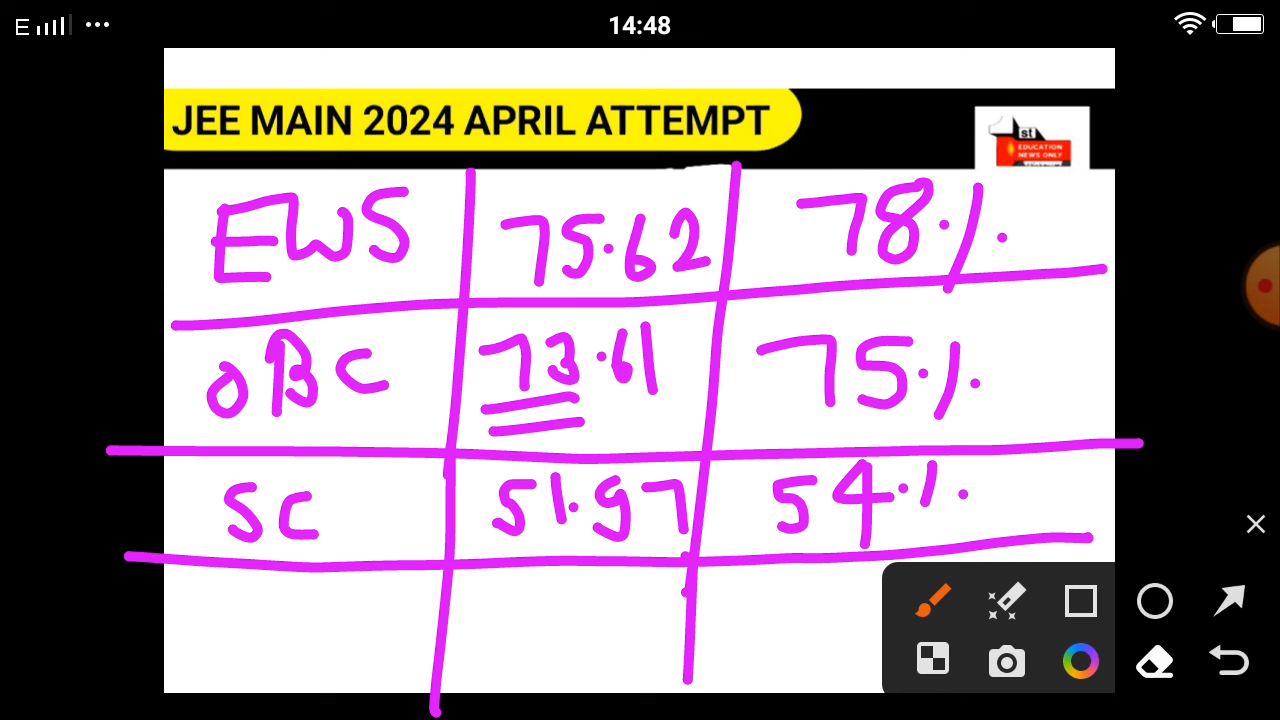 14:48
JEE MAIN 2024 APRIL ATTEMPT
st
EDUCATION
NEWS ONLY
EWS 75.62 78%.
OBC 73.61 75%.
SC 51.97 54%.